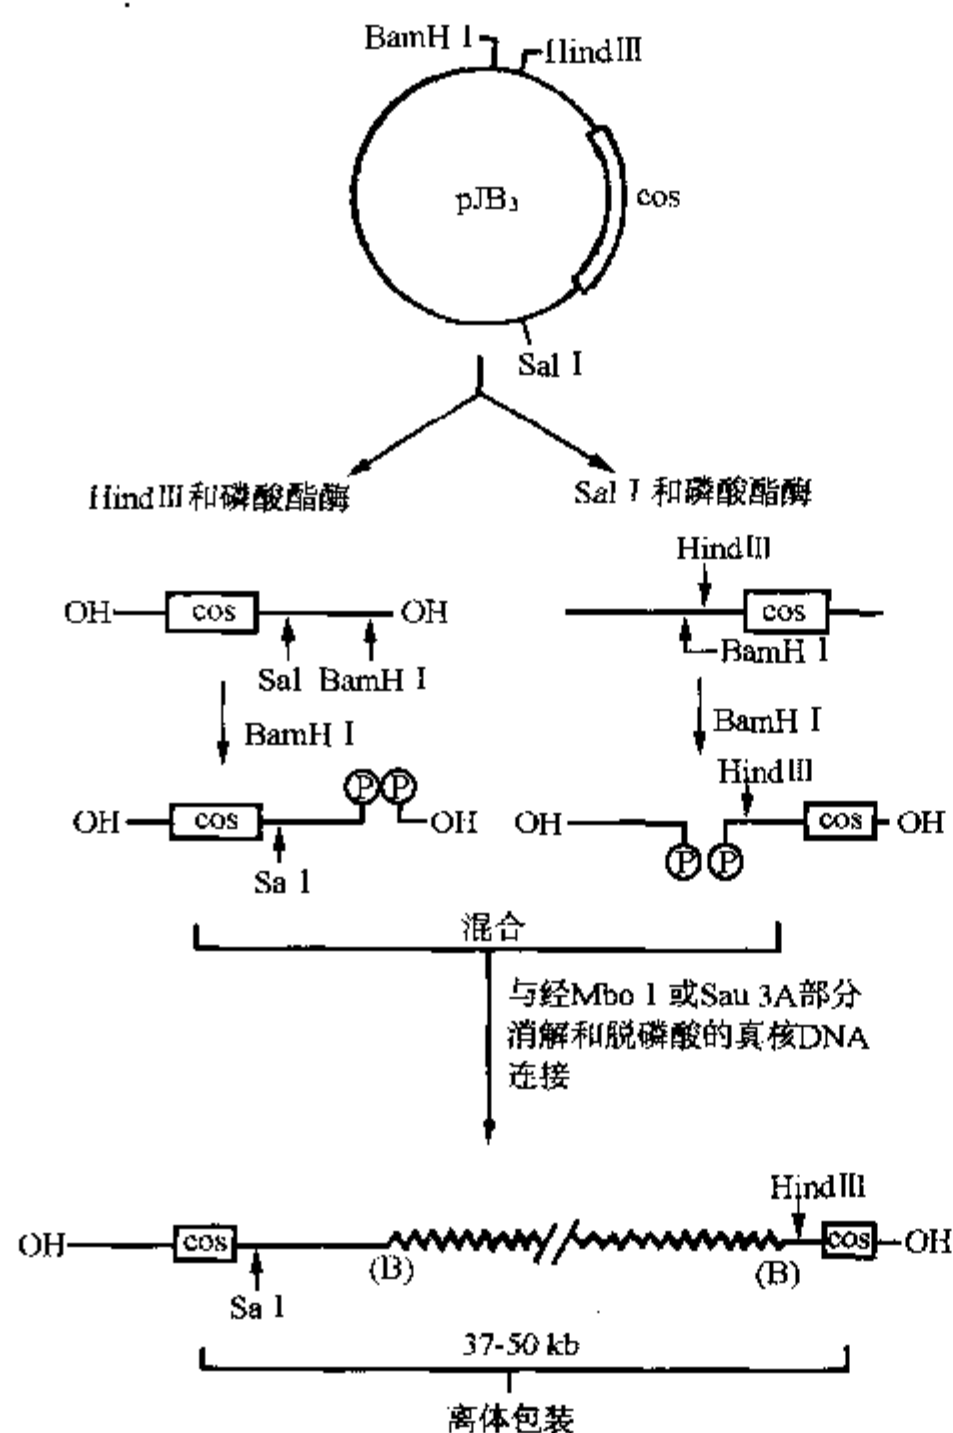 BamH I
Hind III
pJB3
cos
Sal I
Hind III和磷酸酯酶
Sal I 和磷酸酯酶
Hind III
OH
cos
OH
cos
Sal BamH I
BamH I
BamH I
BamH I
Hind III
P P
OH
cos
OH
OH
cos
OH
P P
Sa l
混合
与经Mbo 1 或Sau 3A部分
消解和脱磷酸的真核DNA
连接
Hind III
OH
cos
cos
OH
(B)
(B)
Sa l
37-50 kb
离体包装